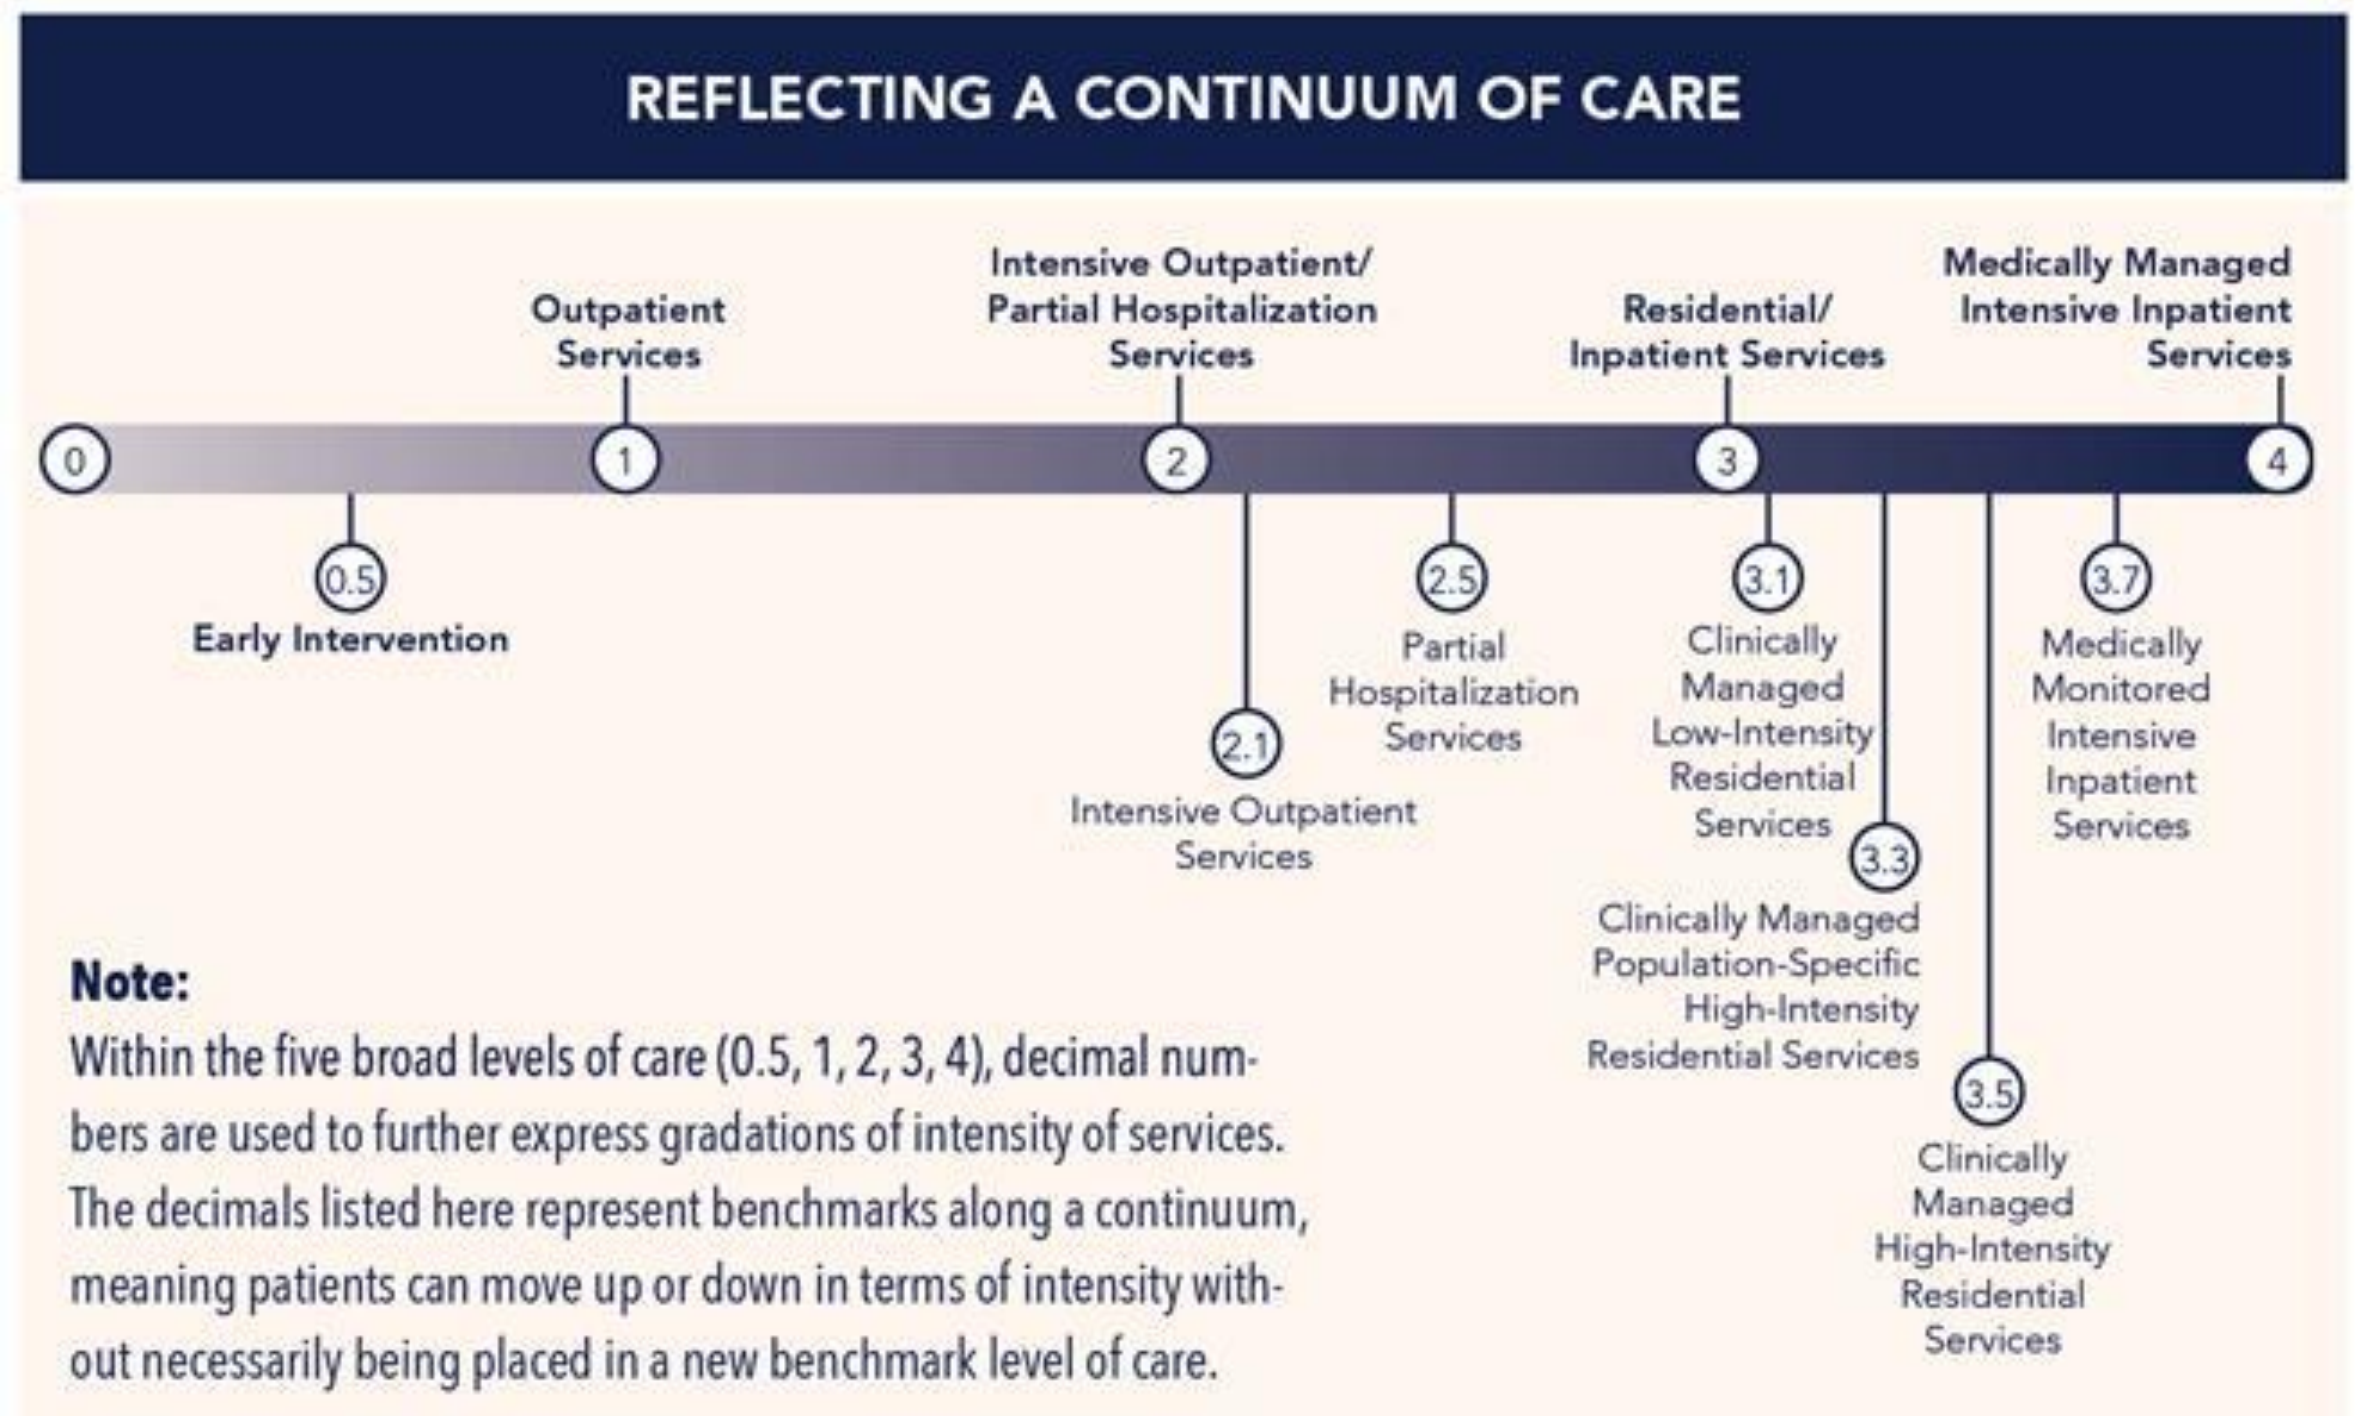 REFLECTING A CONTINUUM OF CARE
Outpatient
Services
Intensive Outpatient/
Partial Hospitalization
Services
Residential/
Inpatient Services
Medically Managed
Intensive Inpatient
Services
0
1
2
3
4
0.5
Early Intervention
2.1
Intensive Outpatient
Services
2.5
Partial
Hospitalization
Services
3.1
Clinically
Managed
Low-Intensity
Residential
Services
3.3
Clinically Managed
Population-Specific
High-Intensity
Residential Services
3.5
Clinically
Managed
High-Intensity
Residential
Services
3.7
Medically
Monitored
Intensive
Inpatient
Services
Note:
Within the five broad levels of care (0.5, 1, 2, 3, 4), decimal num-
bers are used to further express gradations of intensity of services.
The decimals listed here represent benchmarks along a continuum,
meaning patients can move up or down in terms of intensity with-
out necessarily being placed in a new benchmark level of care.